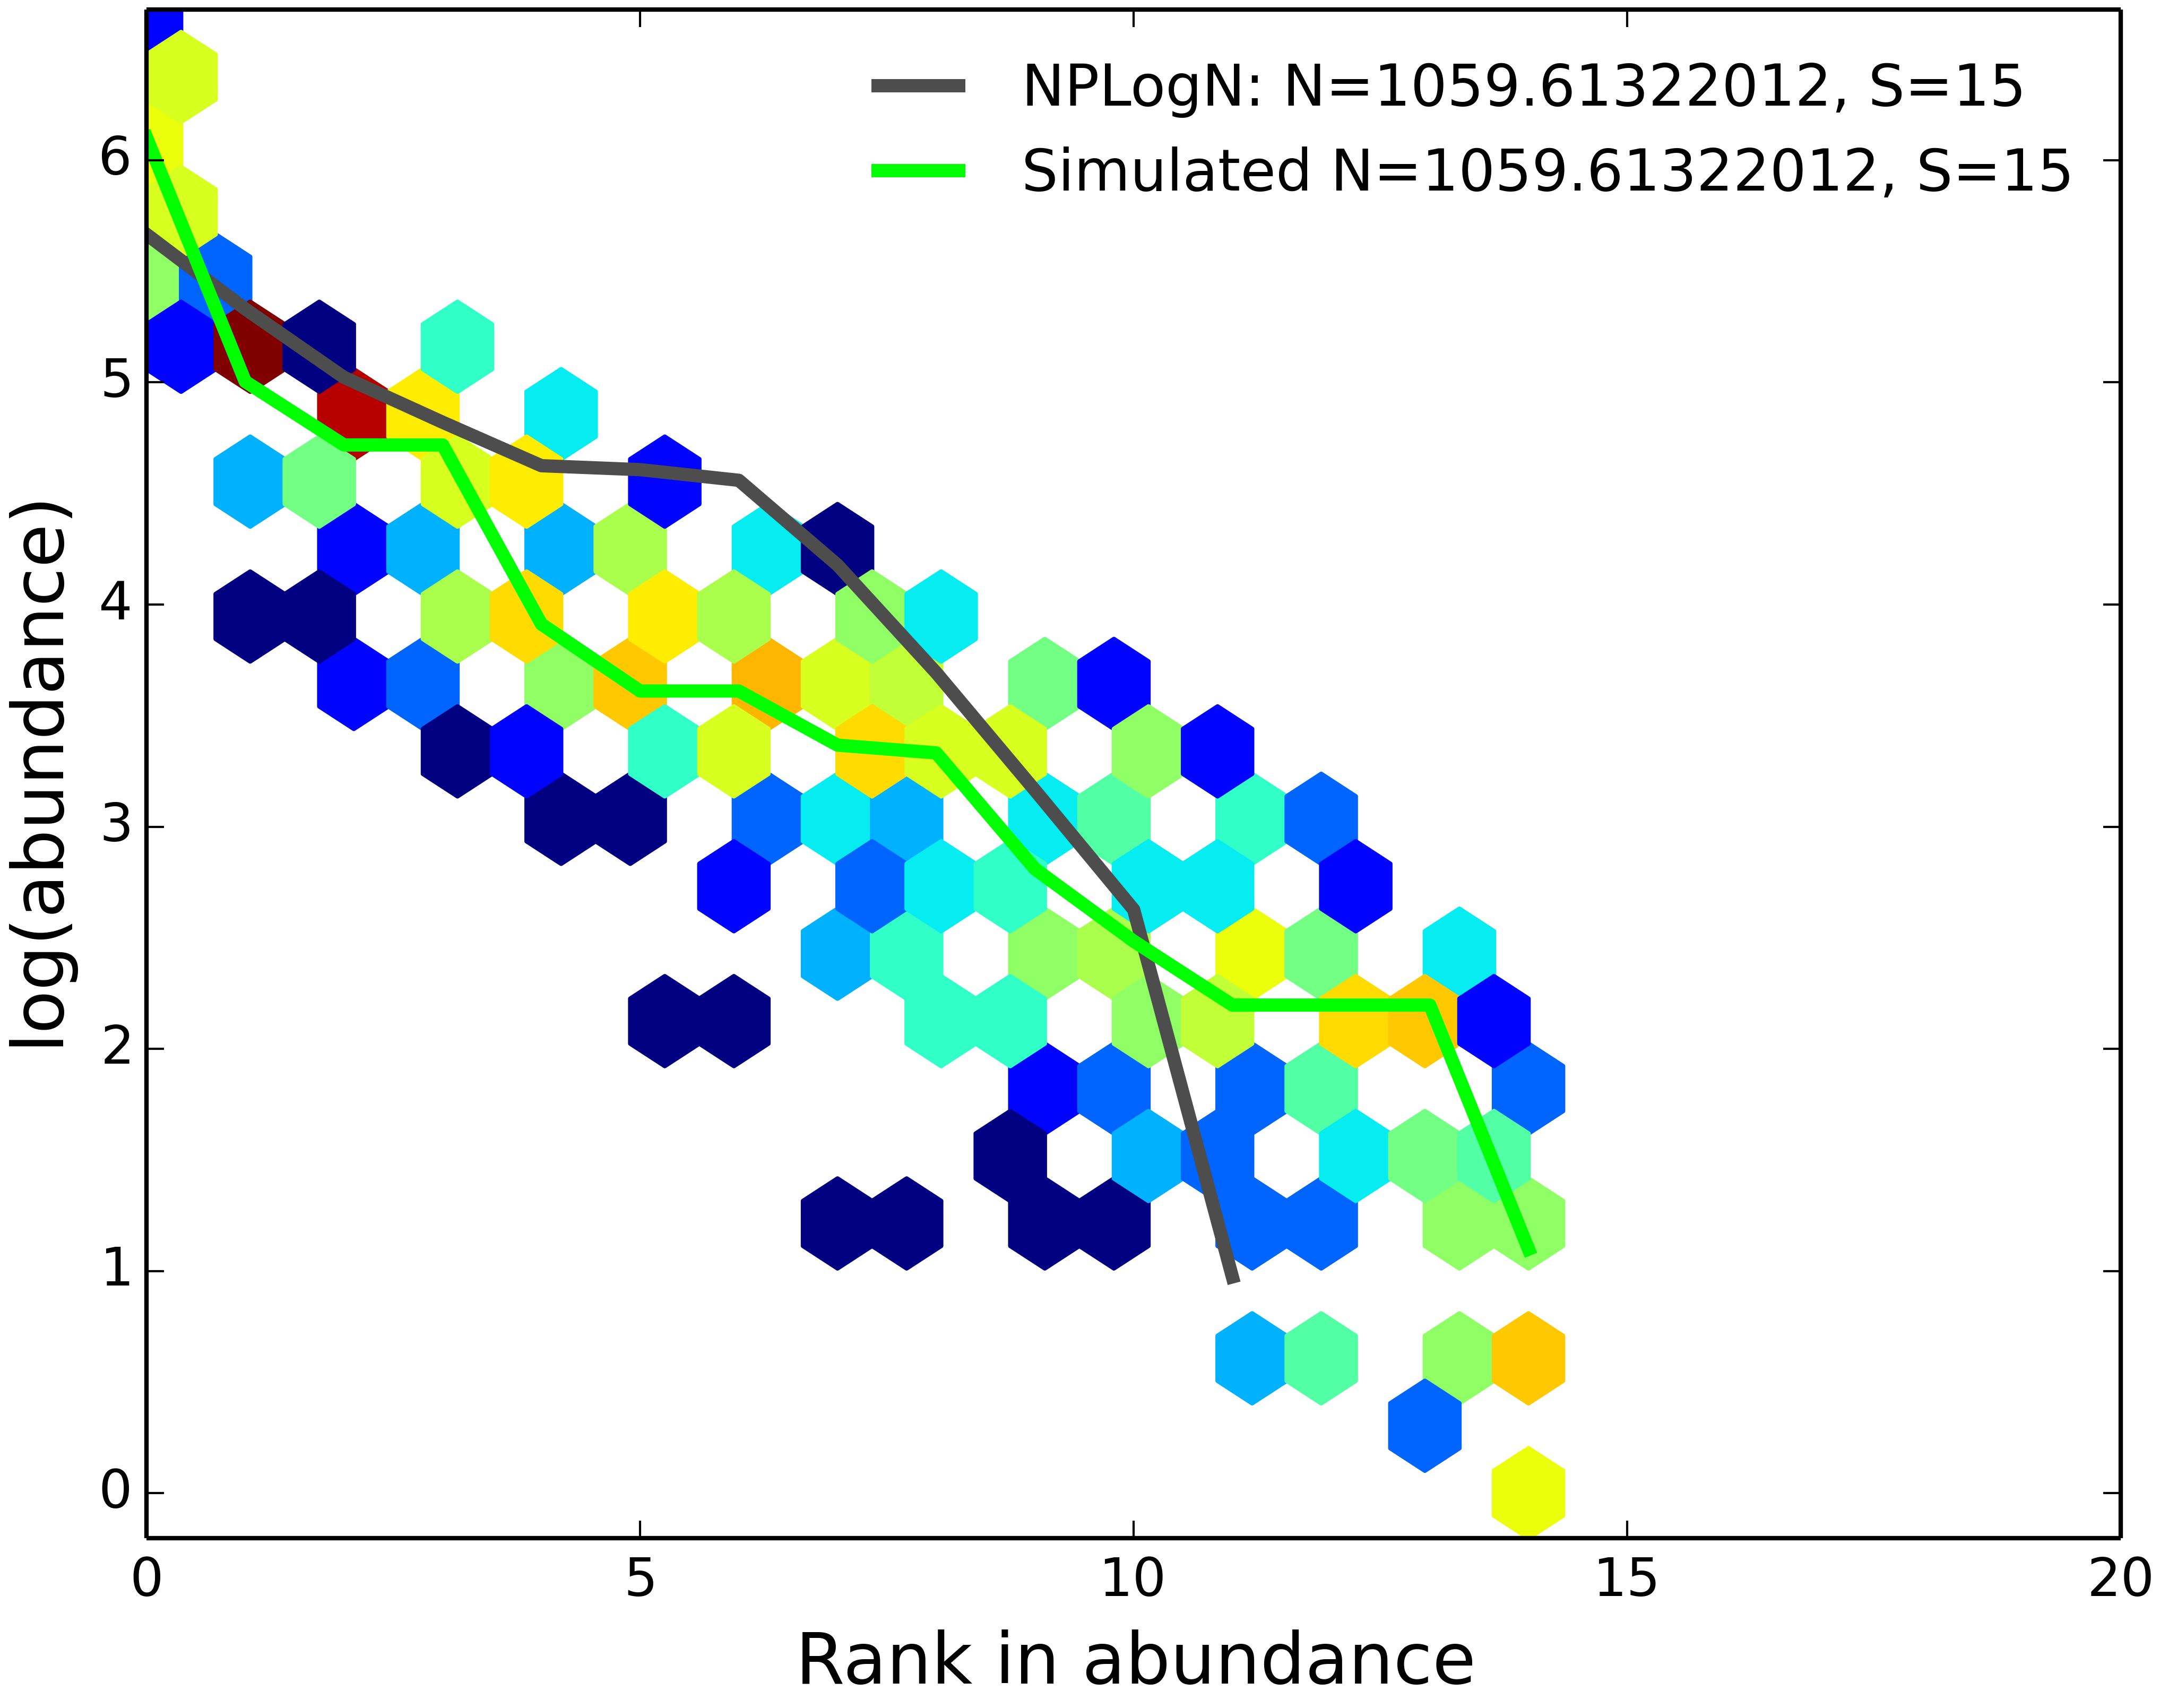 NPLogN: N=1059.61322012, S=15
Simulated N=1059.61322012, S=15
6
5
4
3
2
1
0
log(abundance)
0 5 10 15 20
Rank in abundance